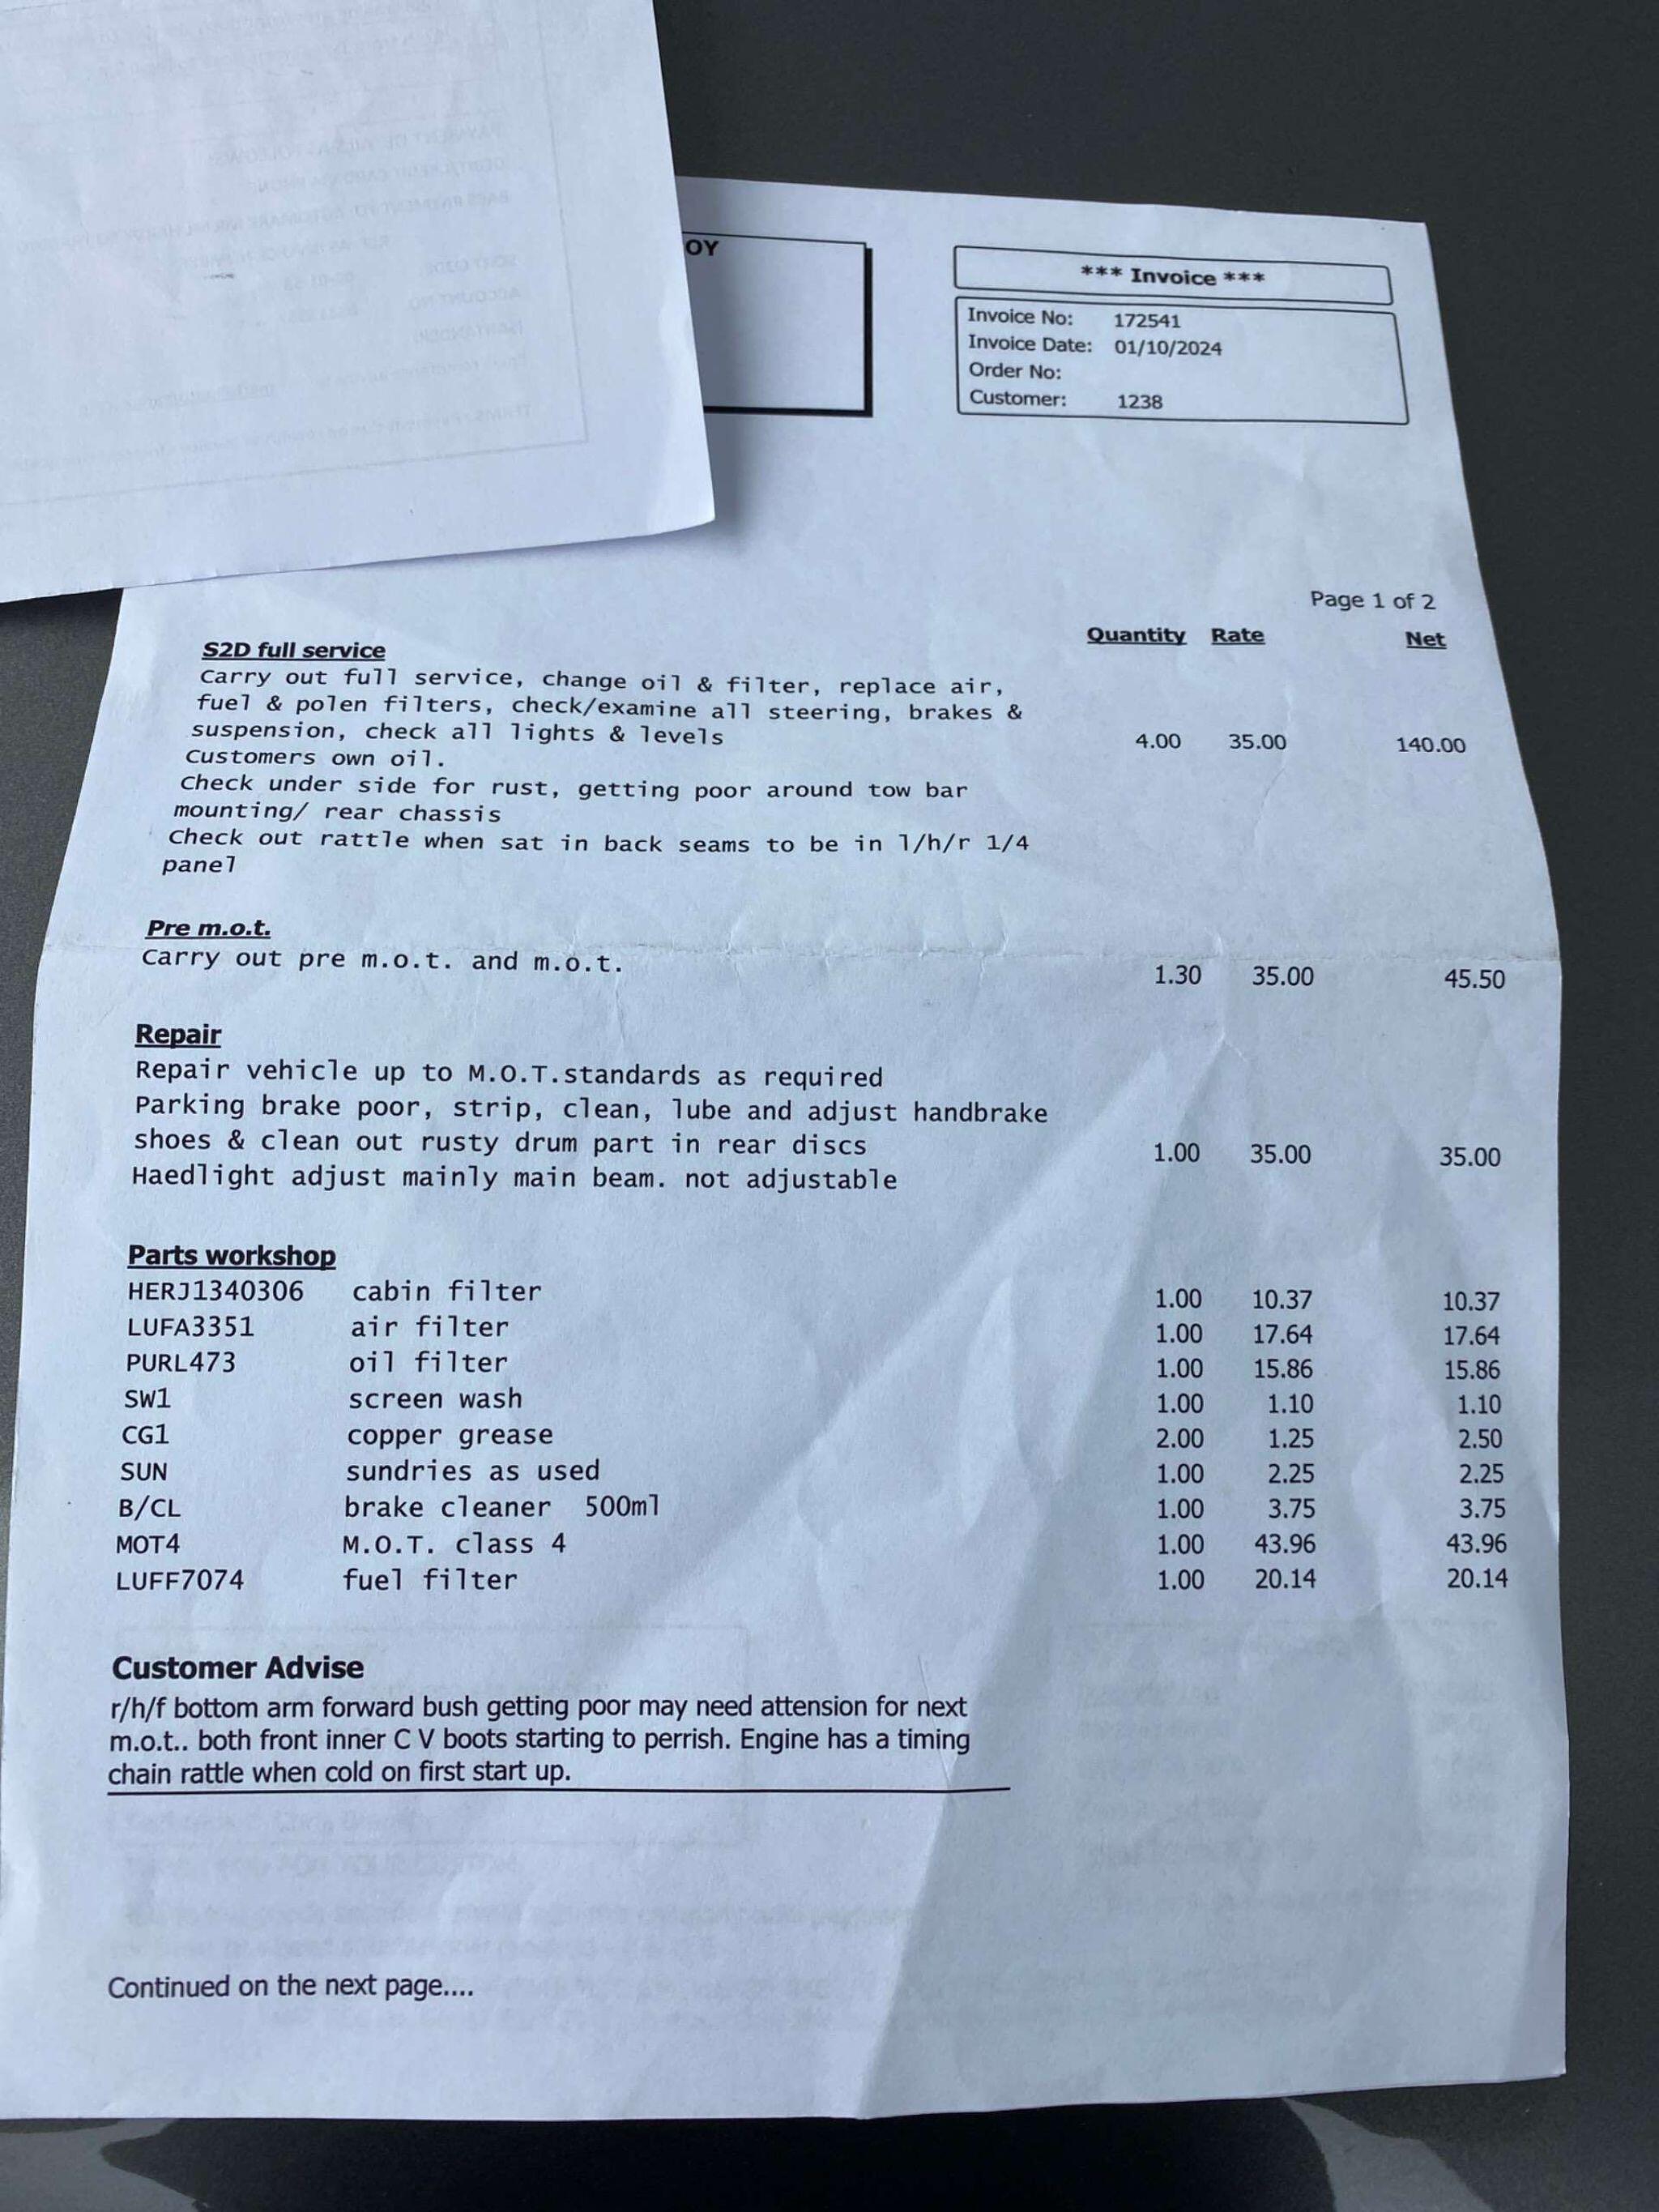 OY
*** Invoice ***
Invoice No: 172541
Invoice Date: 01/10/2024
Order No:
Customer: 1238
Page 1 of 2
Quantity Rate Net
S2D full service
Carry out full service, change oil & filter, replace air,
fuel & polen filters, check/examine all steering, brakes &
suspension, check all lights & levels 4.00 35.00 140.00
Customers own oil.
Check under side for rust, getting poor around tow bar
mounting/ rear chassis
Check out rattle when sat in back seams to be in l/h/r 1/4
panel
Pre m.o.t.
Carry out pre m.o.t. and m.o.t. 1.30 35.00 45.50
Repair
Repair vehicle up to M.O.T.standards as required
Parking brake poor, strip, clean, lube and adjust handbrake
shoes & clean out rusty drum part in rear discs 1.00 35.00 35.00
Haedlight adjust mainly main beam. not adjustable
Parts workshop
HERJ1340306 cabin filter 1.00 10.37 10.37
LUFA3351 air filter 1.00 17.64 17.64
PURL473 oil filter 1.00 15.86 15.86
SW1 screen wash 1.00 1.10 1.10
CG1 copper grease 2.00 1.25 2.50
SUN sundries as used 1.00 2.25 2.25
B/CL brake cleaner 500ml 1.00 3.75 3.75
MOT4 M.O.T. class 4 1.00 43.96 43.96
LUFF7074 fuel filter 1.00 20.14 20.14
Customer Advise
r/h/f bottom arm forward bush getting poor may need attension for next
m.o.t.. both front inner C V boots starting to perrish. Engine has a timing
chain rattle when cold on first start up.
Continued on the next page....